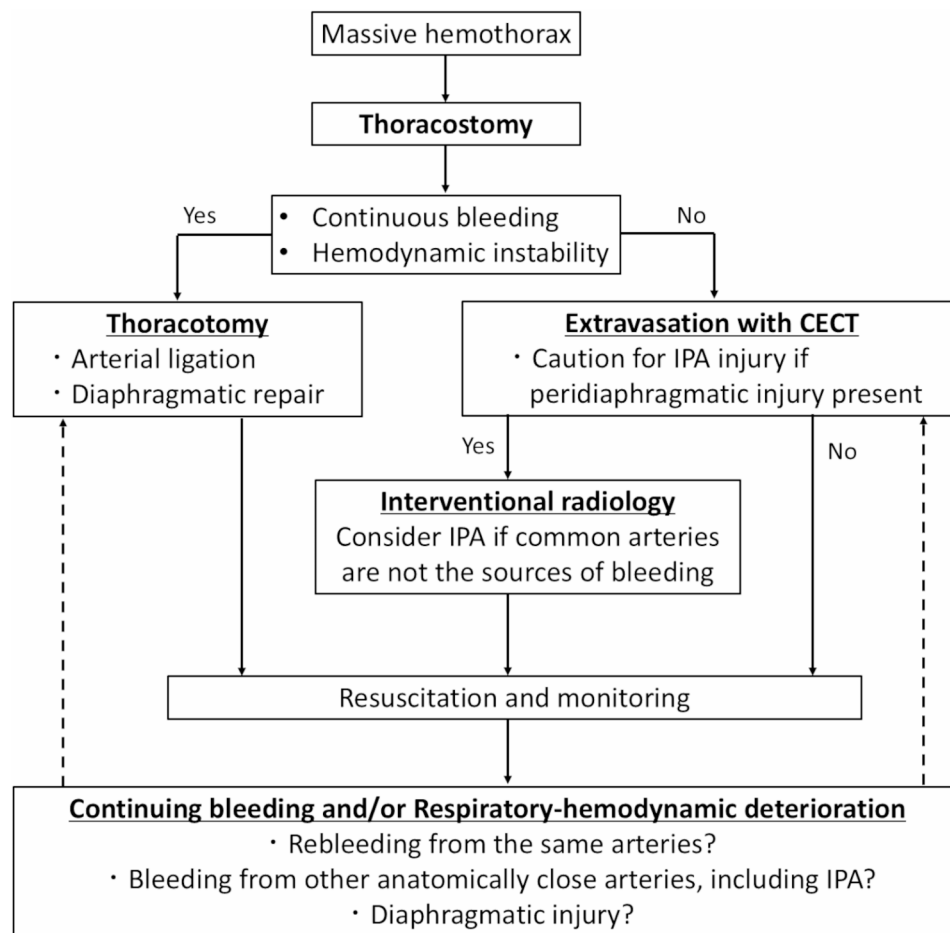 Massive hemothorax
Thoracostomy
Yes
• Continuous bleeding
• Hemodynamic instability
No
Thoracotomy
・Arterial ligation
・Diaphragmatic repair
Extravasation with CECT
・Caution for IPA injury if
peridiaphragmatic injury present
Yes
No
Interventional radiology
Consider IPA if common arteries
are not the sources of bleeding
Resuscitation and monitoring
Continuing bleeding and/or Respiratory-hemodynamic deterioration
・Rebleeding from the same arteries?
・Bleeding from other anatomically close arteries, including IPA?
・Diaphragmatic injury?